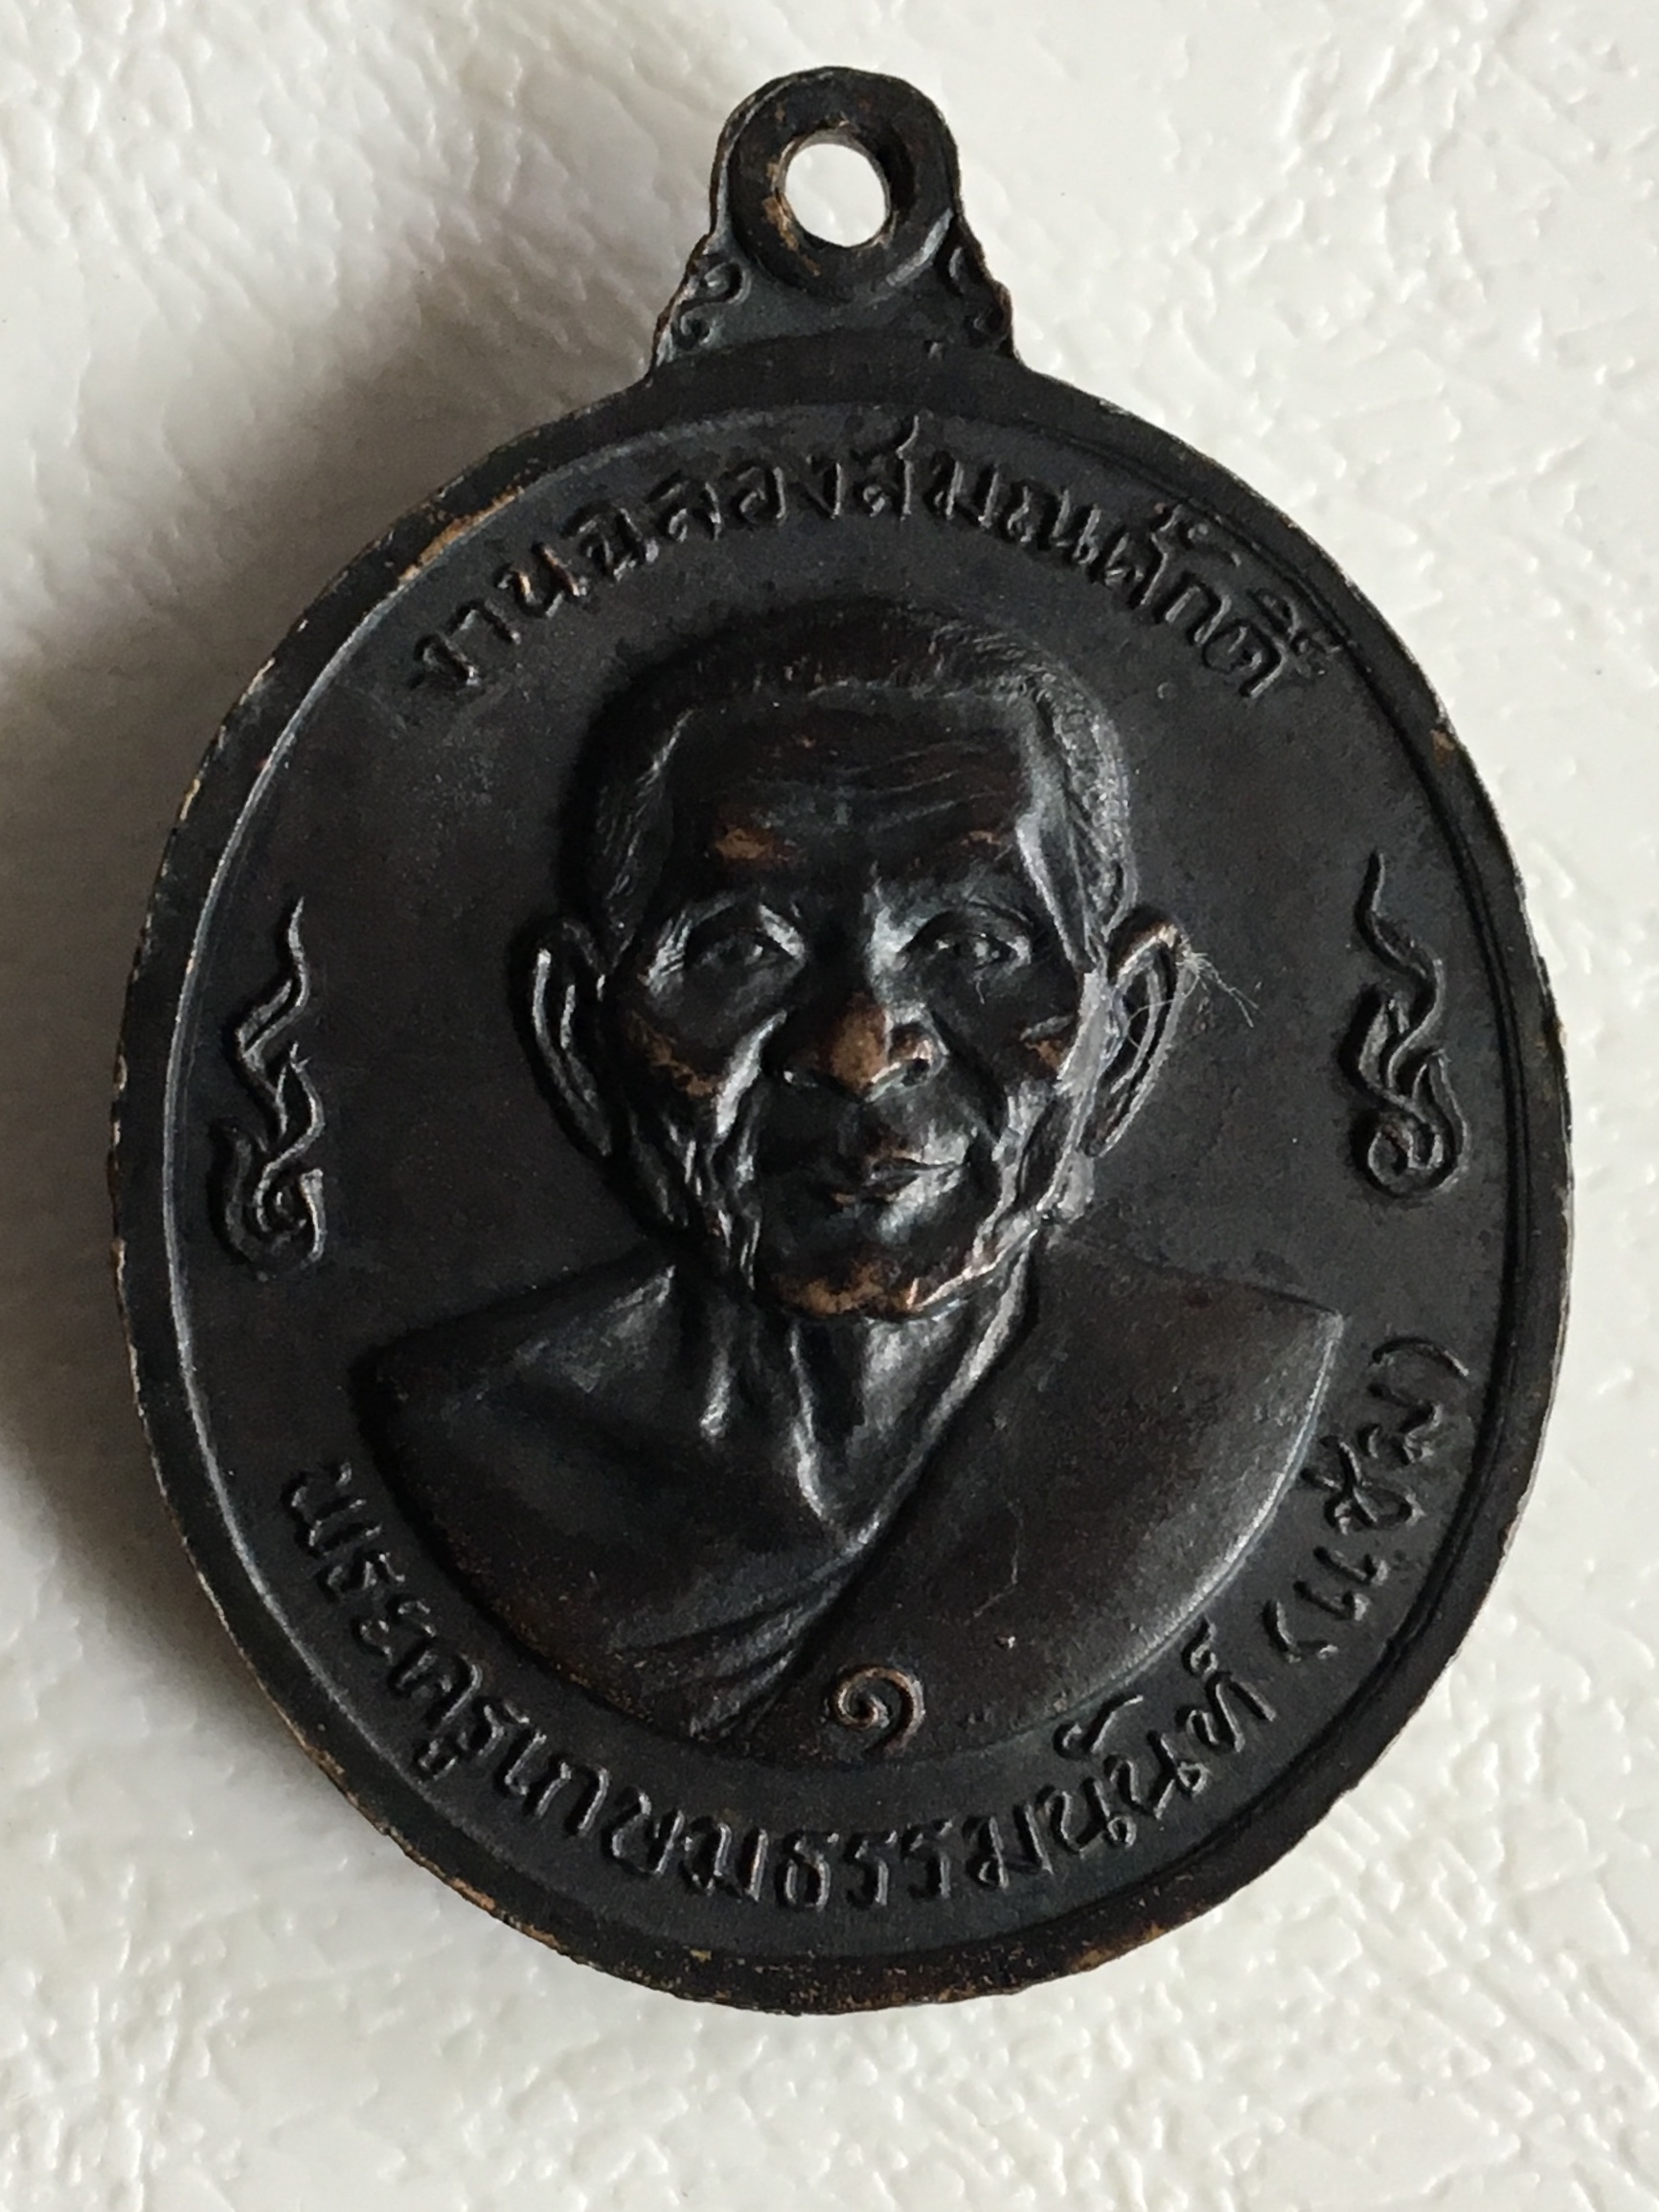 งานฉลองสมณศักดิ์
๑
พระครูเกษมธรรมนันท์ (แช่ม)